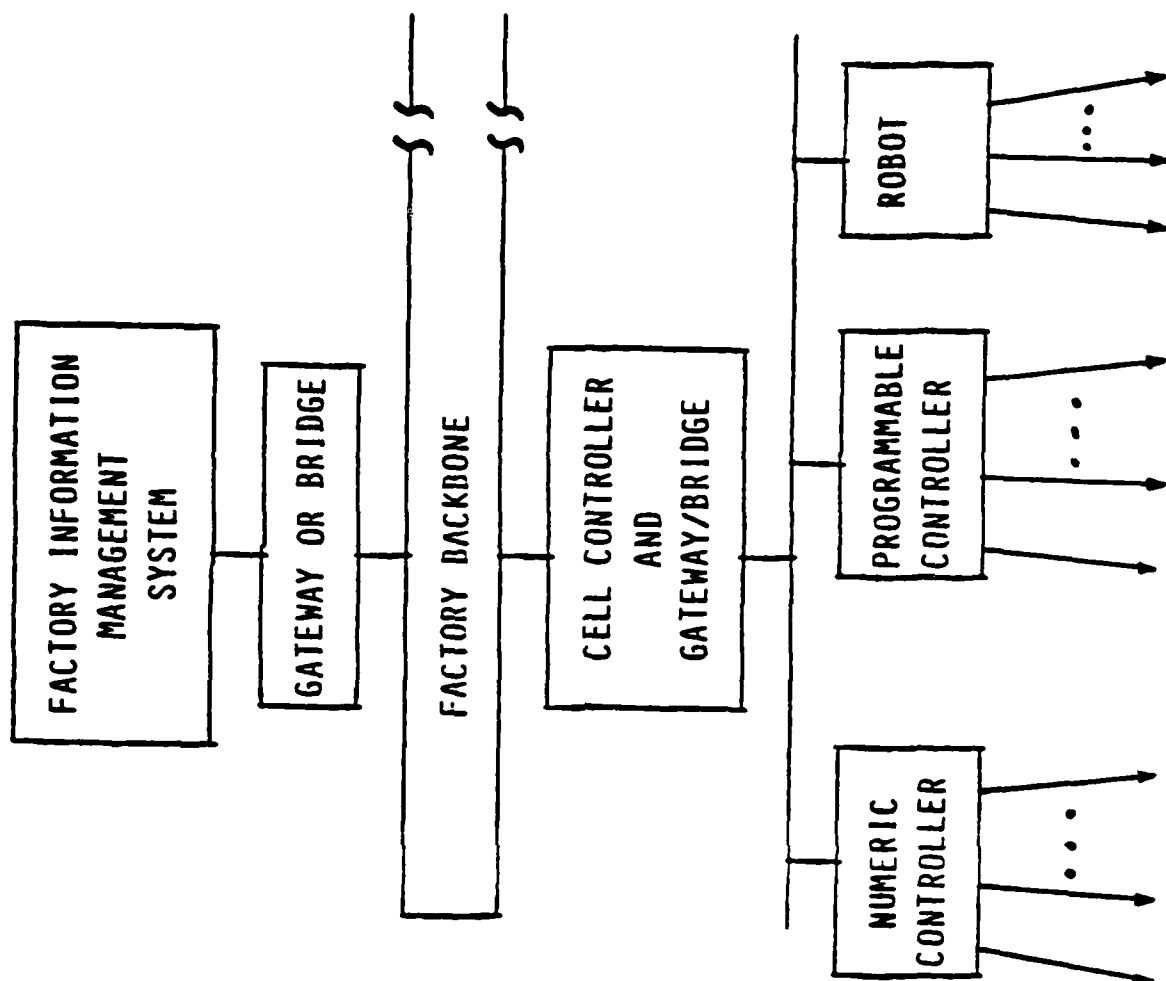 FACTORY INFORMATION
MANAGEMENT
SYSTEM
GATEWAY OR BRIDGE
FACTORY BACKBONE
CELL CONTROLLER
AND
GATEWAY/BRIDGE
NUMERIC
CONTROLLER
PROGRAMMABLE
CONTROLLER
ROBOT